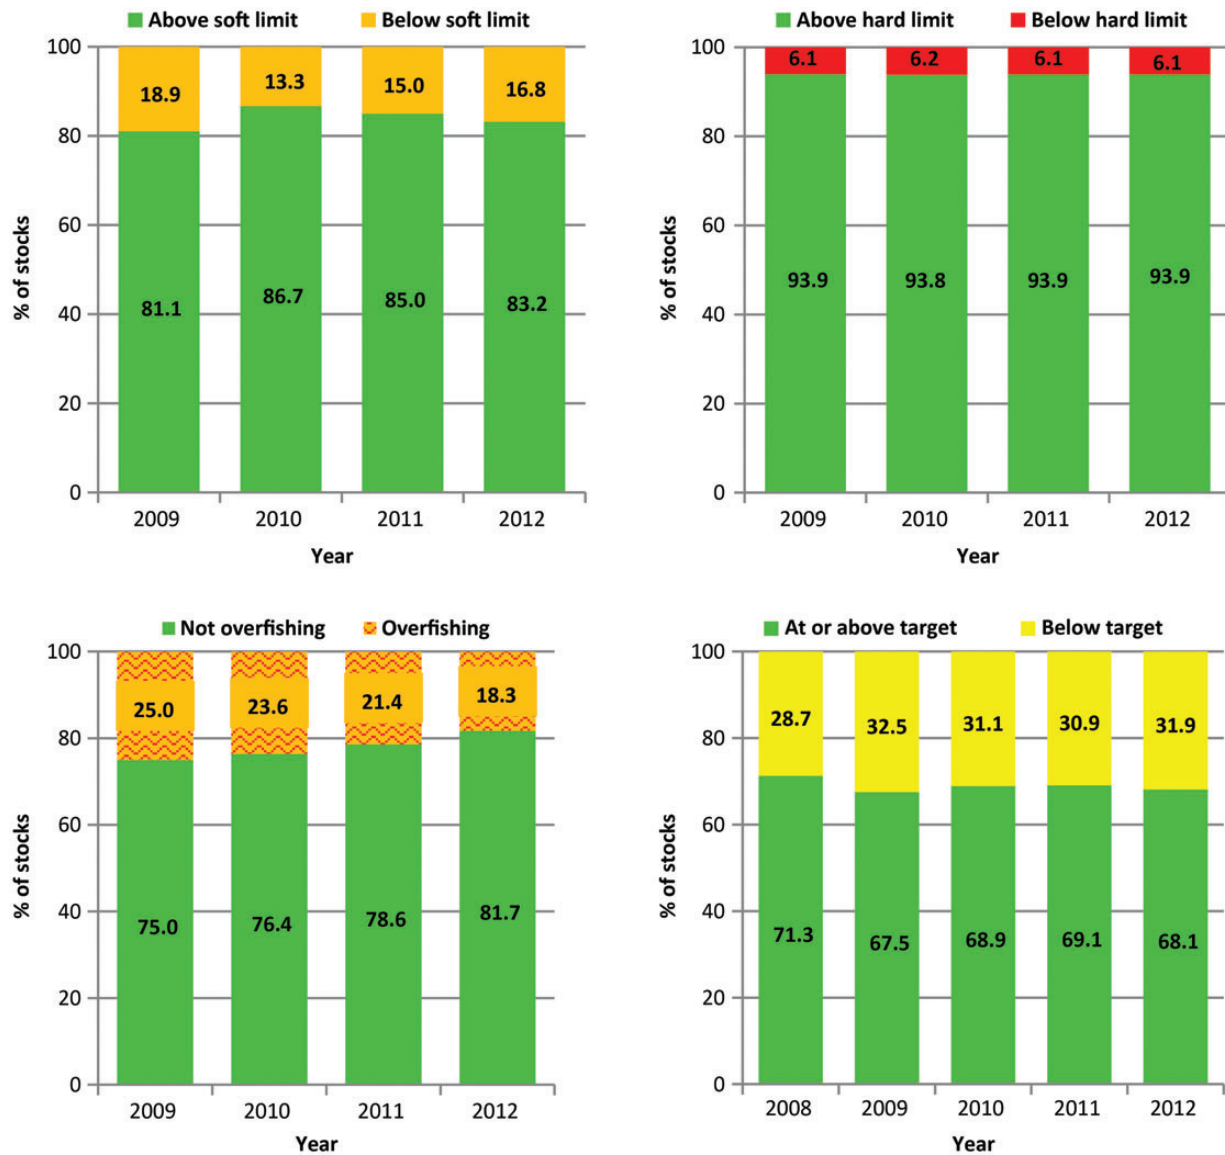 Above soft limit Below soft limit
100
80
60
40
20
0
% of stocks
18.9 13.3 15.0 16.8
81.1 86.7 85.0 83.2
2009 2010 2011 2012
Year
Above hard limit Below hard limit
100
80
60
40
20
0
% of stocks
6.1 6.2 6.1 6.1
93.9 93.8 93.9 93.9
2009 2010 2011 2012
Year
Not overfishing Overfishing
100
80
60
40
20
0
% of stocks
25.0 23.6 21.4 18.3
75.0 76.4 78.6 81.7
2009 2010 2011 2012
Year
At or above target Below target
100
80
60
40
20
0
% of stocks
28.7 32.5 31.1 30.9 31.9
71.3 67.5 68.9 69.1 68.1
2008 2009 2010 2011 2012
Year